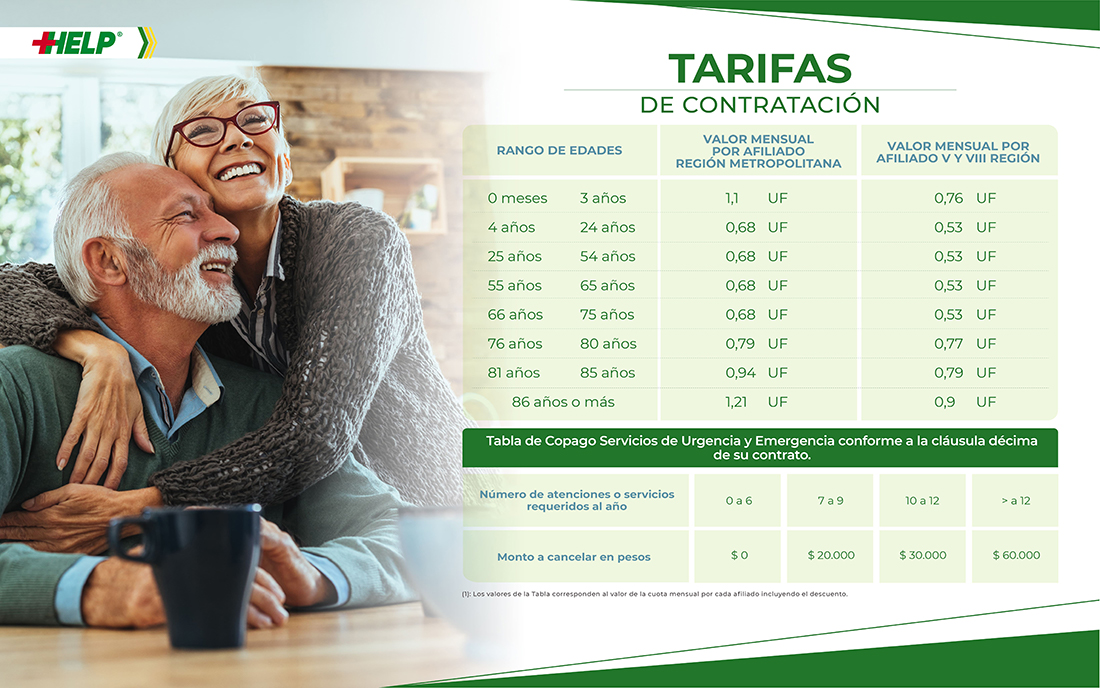 HELP®
TARIFAS
DE CONTRATACIÓN
RANGO DE EDADES
VALOR MENSUAL
POR AFILIADO
REGIÓN METROPOLITANA
VALOR MENSUAL POR
AFILIADO V Y VIII REGIÓN
0 meses 3 años 1,1 UF 0,76 UF
4 años 24 años 0,68 UF 0,53 UF
25 años 54 años 0,68 UF 0,53 UF
55 años 65 años 0,68 UF 0,53 UF
66 años 75 años 0,68 UF 0,53 UF
76 años 80 años 0,79 UF 0,77 UF
81 años 85 años 0,94 UF 0,79 UF
86 años o más 1,21 UF 0,9 UF
Tabla de Copago Servicios de Urgencia y Emergencia conforme a la cláusula décima
de su contrato.
Número de atenciones o servicios
requeridos al año
0 a 6 7 a 9 10 a 12 > a 12
Monto a cancelar en pesos $ 0 $ 20.000 $ 30.000 $ 60.000
(1): Los valores de la Tabla corresponden al valor de la cuota mensual por cada afiliado incluyendo el descuento.